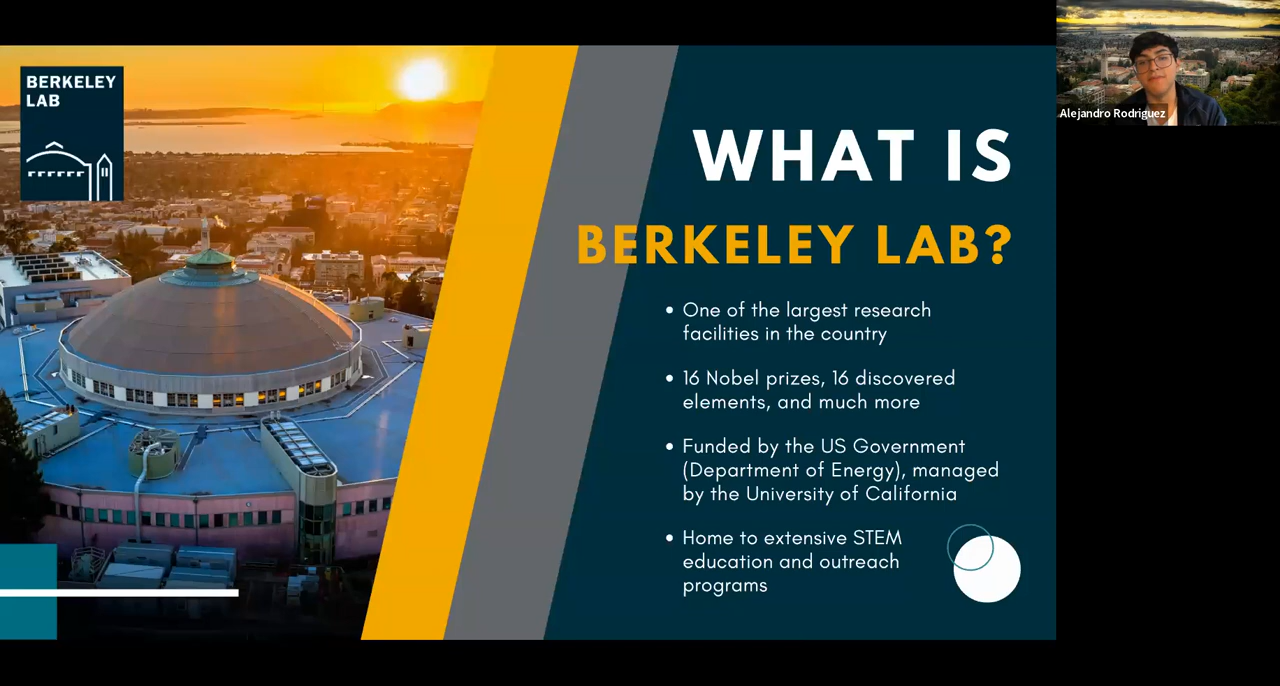 BERKELEY
LAB
WHAT IS
BERKELEY LAB?
One of the largest research
facilities in the country
16 Nobel prizes, 16 discovered
elements, and much more
Funded by the US Government
(Department of Energy), managed
by the University of California
Home to extensive STEM
education and outreach
programs
Alejandro Rodriguez